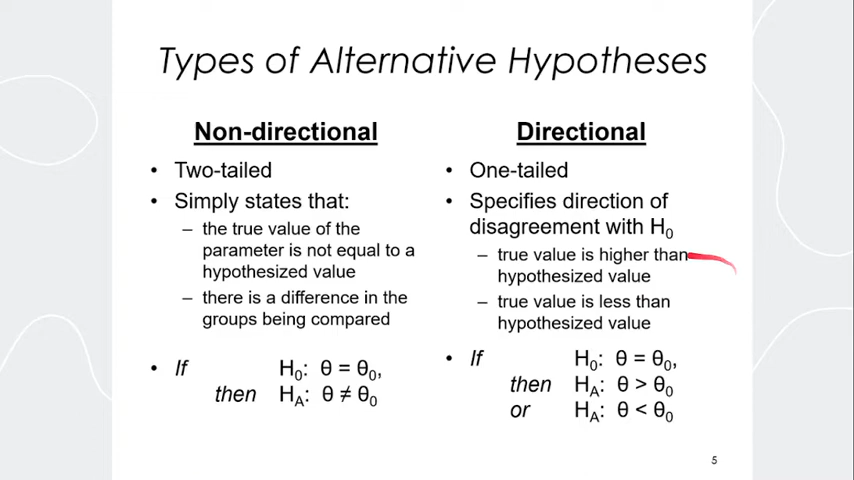 Types of Alternative Hypotheses
Non-directional
• Two-tailed
• Simply states that:
– the true value of the
parameter is not equal to a
hypothesized value
– there is a difference in the
groups being compared
• If H₀: θ = θ₀,
then H_A: θ ≠ θ₀
Directional
• One-tailed
• Specifies direction of
disagreement with H₀
– true value is higher than
hypothesized value
– true value is less than
hypothesized value
• If H₀: θ = θ₀,
then H_A: θ > θ₀
or H_A: θ < θ₀
5